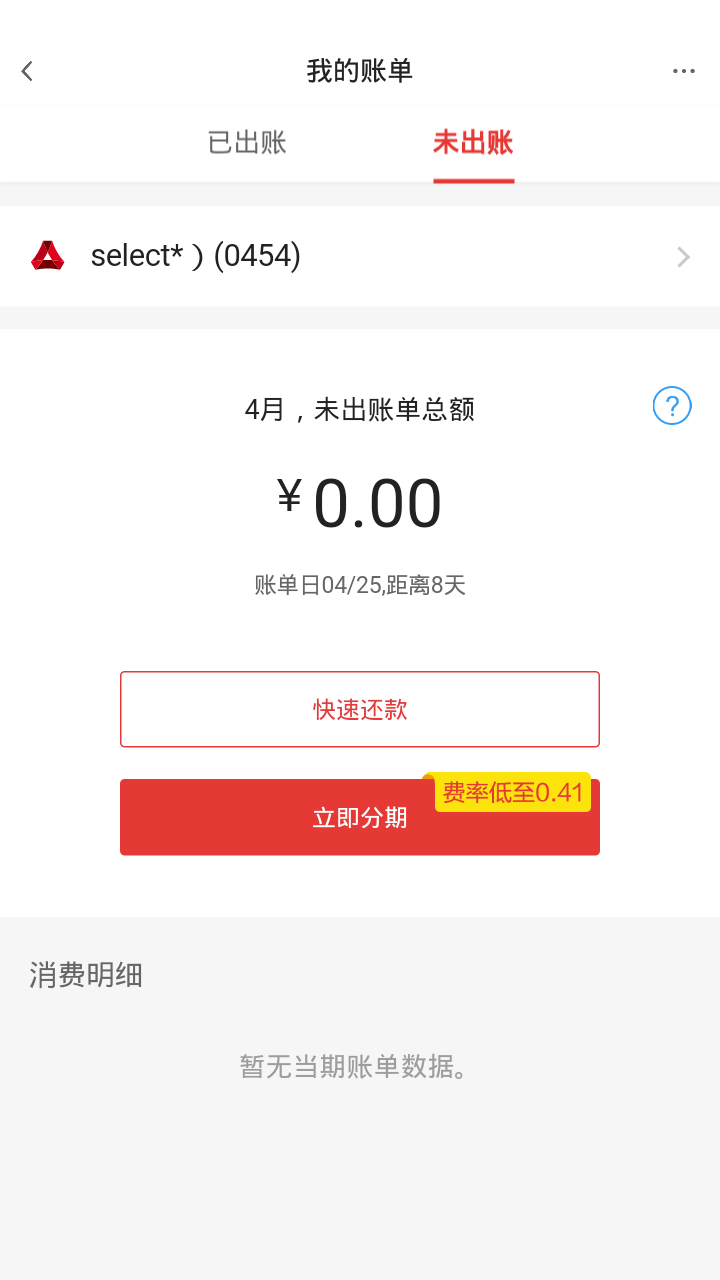 我的账单
已出账
未出账
select*）(0454)
4月，未出账单总额
?
¥0.00
账单日04/25,距离8天
快速还款
费率低至0.41
立即分期
消费明细
暂无当期账单数据。